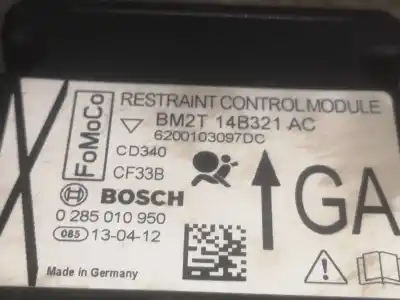 RESTRAINT CONTROL MODULE
FoMoCo
BM2T 14B321 AC
6200103097DC
CD340
CF33B
BOSCH
0 285 010 950
GA
085 13-04-12
Made in Germany